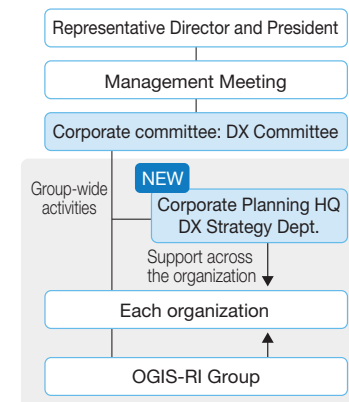 Representative Director and President
Management Meeting
Corporate committee: DX Committee
Group-wide
activities
NEW
Corporate Planning HQ
DX Strategy Dept.
Support across
the organization
Each organization
OGIS-RI Group